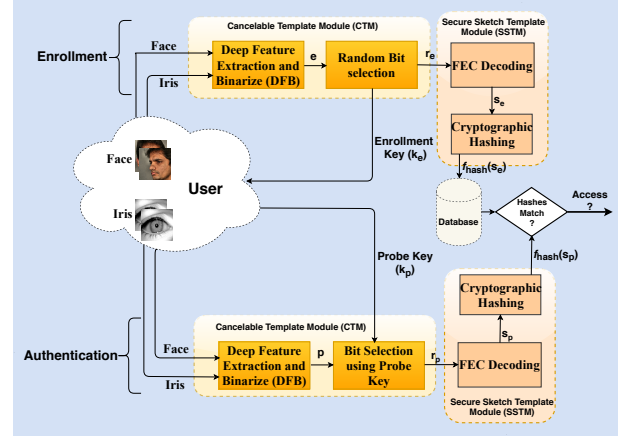 Cancelable Template Module (CTM)
Secure Sketch Template
Module (SSTM)
Enrollment
Face
Iris
Deep Feature
Extraction and
Binarize (DFB)
e
Random Bit
selection
r_e
FEC Decoding
s_e
Cryptographic
Hashing
Enrollment
Key (k_e)
f_hash(s_e)
Face
User
Iris
Database
Hashes
Match
?
Access
?
Probe Key
(k_p)
f_hash(s_p)
Cryptographic
Hashing
s_p
Cancelable Template Module (CTM)
Authentication
Face
Iris
Deep Feature
Extraction and
Binarize (DFB)
p
Bit Selection
using Probe
Key
r_p
FEC Decoding
Secure Sketch Template
Module (SSTM)